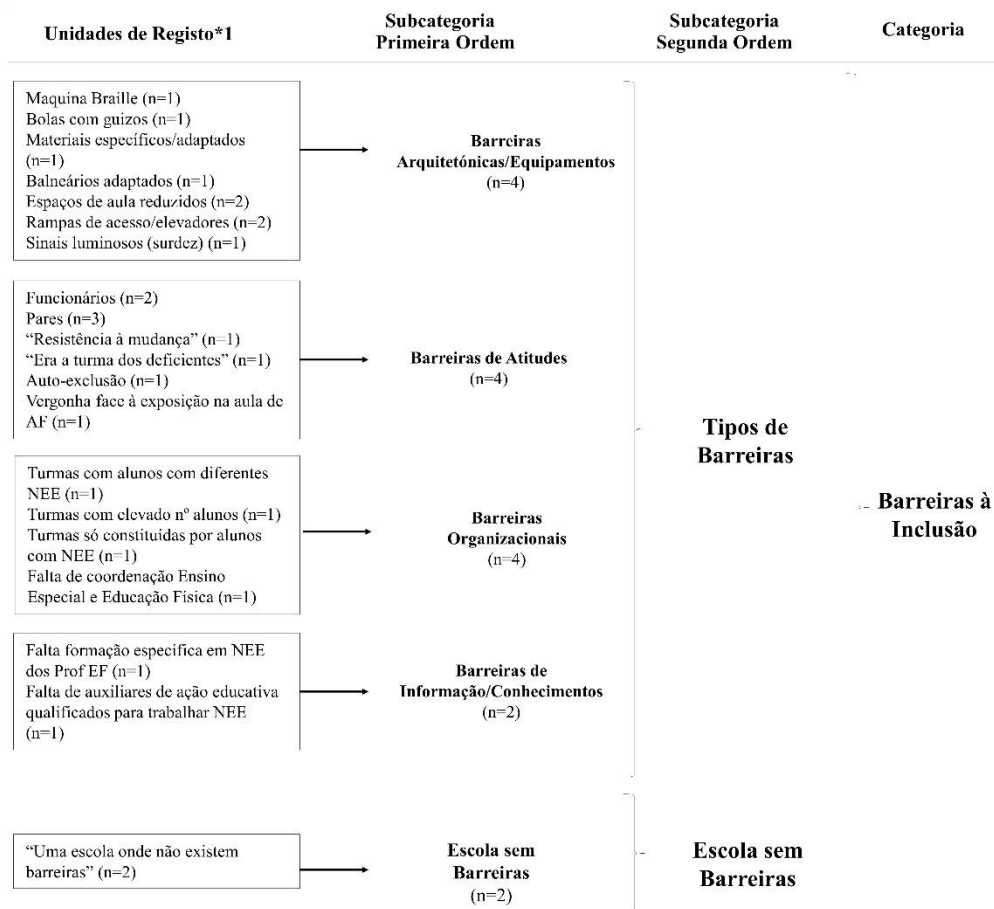 Unidades de Registo*1
Subcategoria
Primeira Ordem
Subcategoria
Segunda Ordem
Categoria
Maquina Braille (n=1)
Bolas com guizos (n=1)
Materiais específicos/adaptados
(n=1)
Balneários adaptados (n=1)
Espaços de aula reduzidos (n=2)
Rampas de acesso/elevadores (n=2)
Sinais luminosos (surdez) (n=1)
Barreiras
Arquitetónicas/Equipamentos
(n=4)
Funcionários (n=2)
Pares (n=3)
“Resistência à mudança” (n=1)
“Era a turma dos deficientes” (n=1)
Auto-exclusão (n=1)
Vergonha face à exposição na aula de
AF (n=1)
Barreiras de Atitudes
(n=4)
Turmas com alunos com diferentes
NEE (n=1)
Turmas com elevado nº alunos (n=1)
Turmas só constituídas por alunos
com NEE (n=1)
Falta de coordenação Ensino
Especial e Educação Física (n=1)
Barreiras
Organizacionais
(n=4)
Falta formação especifica em NEE
dos Prof EF (n=1)
Falta de auxiliares de ação educativa
qualificados para trabalhar NEE
(n=1)
Barreiras de
Informação/Conhecimentos
(n=2)
Tipos de
Barreiras
Barreiras à
Inclusão
“Uma escola onde não existem
barreiras” (n=2)
Escola sem
Barreiras
(n=2)
Escola sem
Barreiras